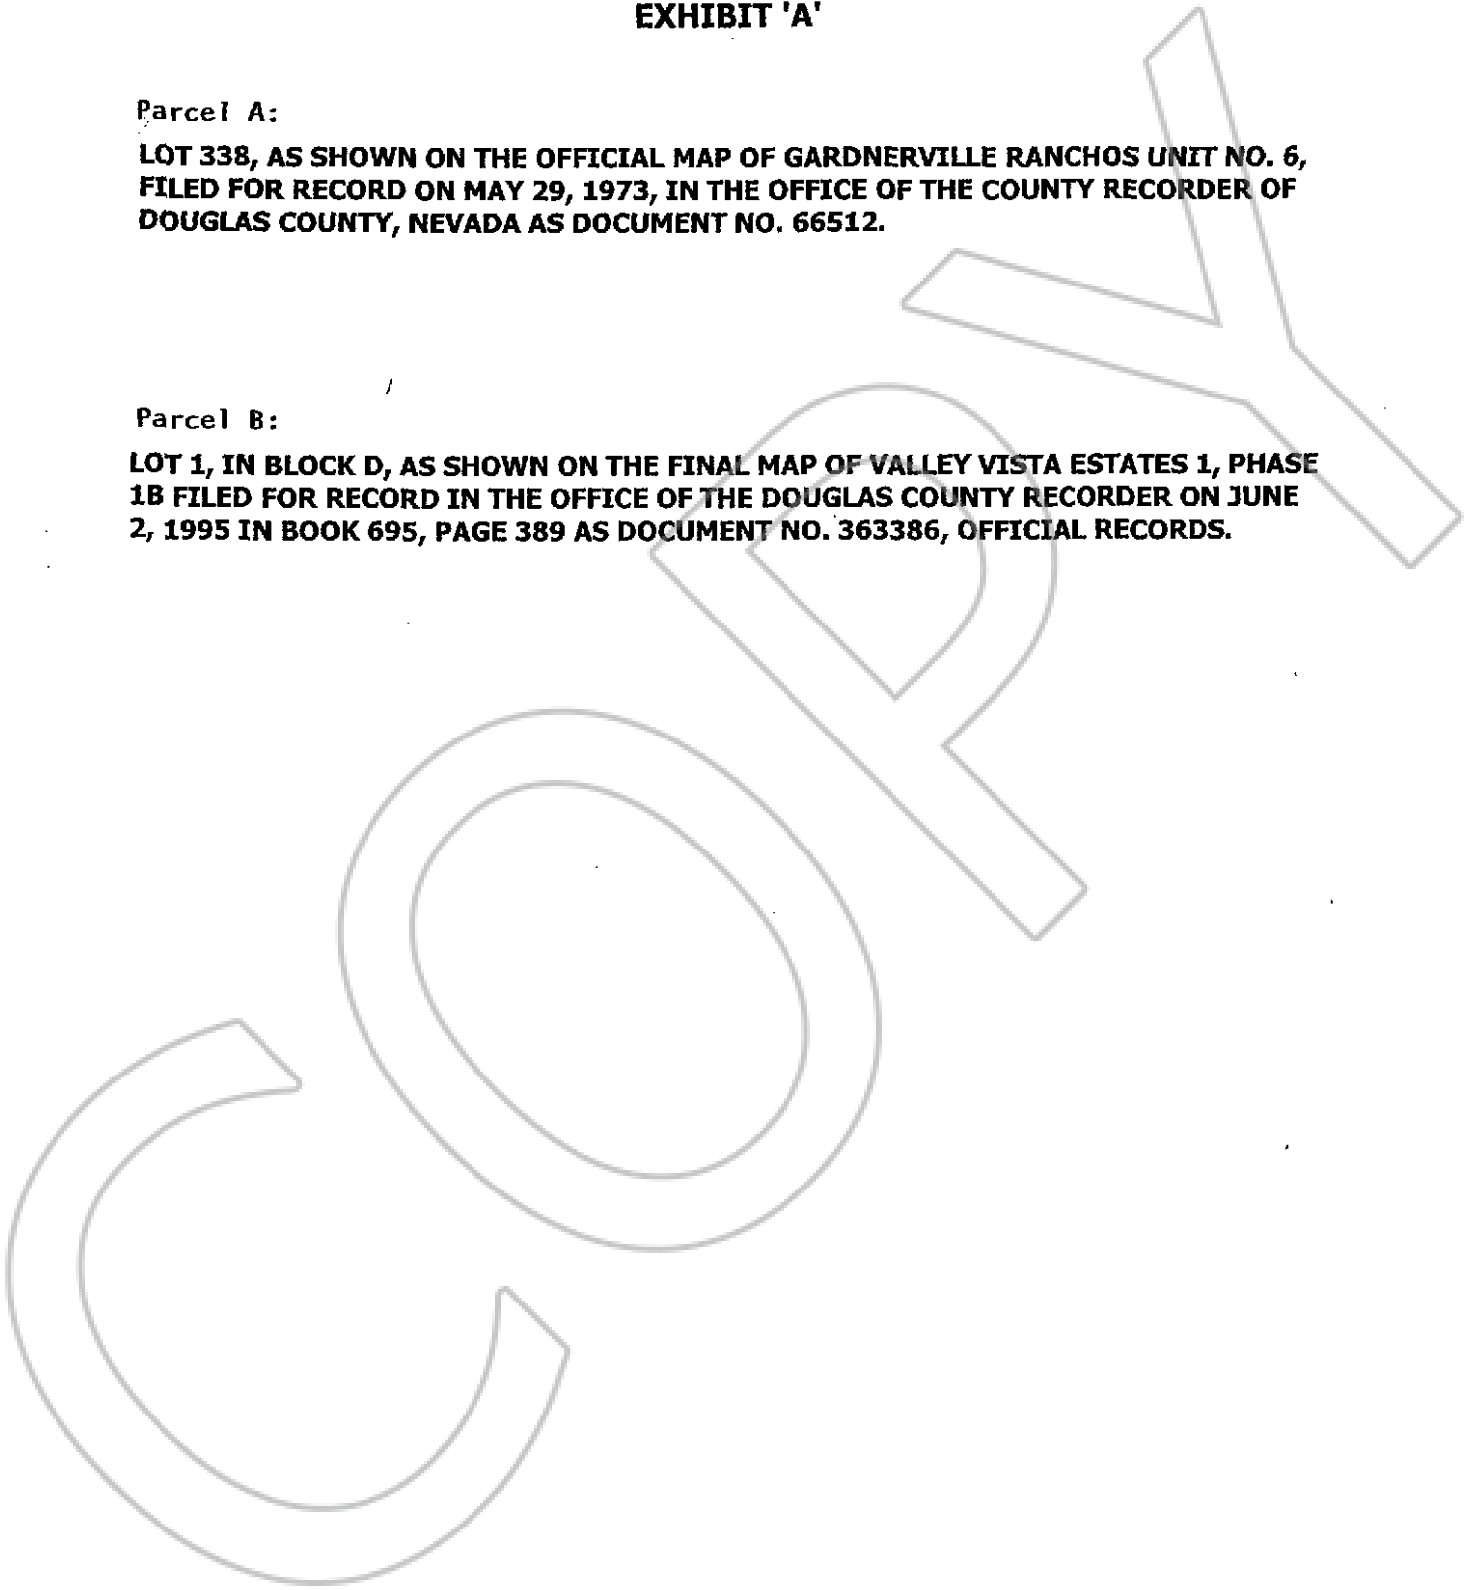 EXHIBIT 'A'
Parcel A:
LOT 338, AS SHOWN ON THE OFFICIAL MAP OF GARDNERVILLE RANCHOS UNIT NO. 6,
FILED FOR RECORD ON MAY 29, 1973, IN THE OFFICE OF THE COUNTY RECORDER OF
DOUGLAS COUNTY, NEVADA AS DOCUMENT NO. 66512.
Parcel B:
LOT 1, IN BLOCK D, AS SHOWN ON THE FINAL MAP OF VALLEY VISTA ESTATES 1, PHASE
1B FILED FOR RECORD IN THE OFFICE OF THE DOUGLAS COUNTY RECORDER ON JUNE
2, 1995 IN BOOK 695, PAGE 389 AS DOCUMENT NO. 363386, OFFICIAL RECORDS.
COPY